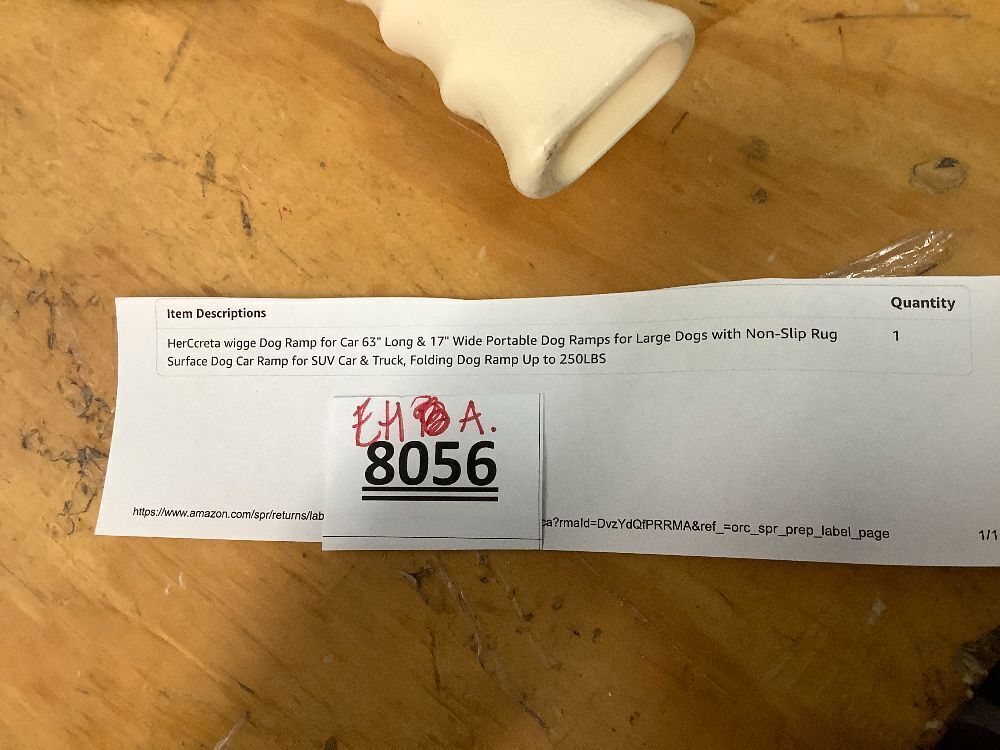 Item Descriptions Quantity
HerCcreta wigge Dog Ramp for Car 63" Long & 17" Wide Portable Dog Ramps for Large Dogs with Non-Slip Rug 1
Surface Dog Car Ramp for SUV Car & Truck, Folding Dog Ramp Up to 250LBS
EH A.
8056
https://www.amazon.com/spr/returns/lab ca?rmaId=DvzYdQfPRRMA&ref_=orc_spr_prep_label_page 1/1